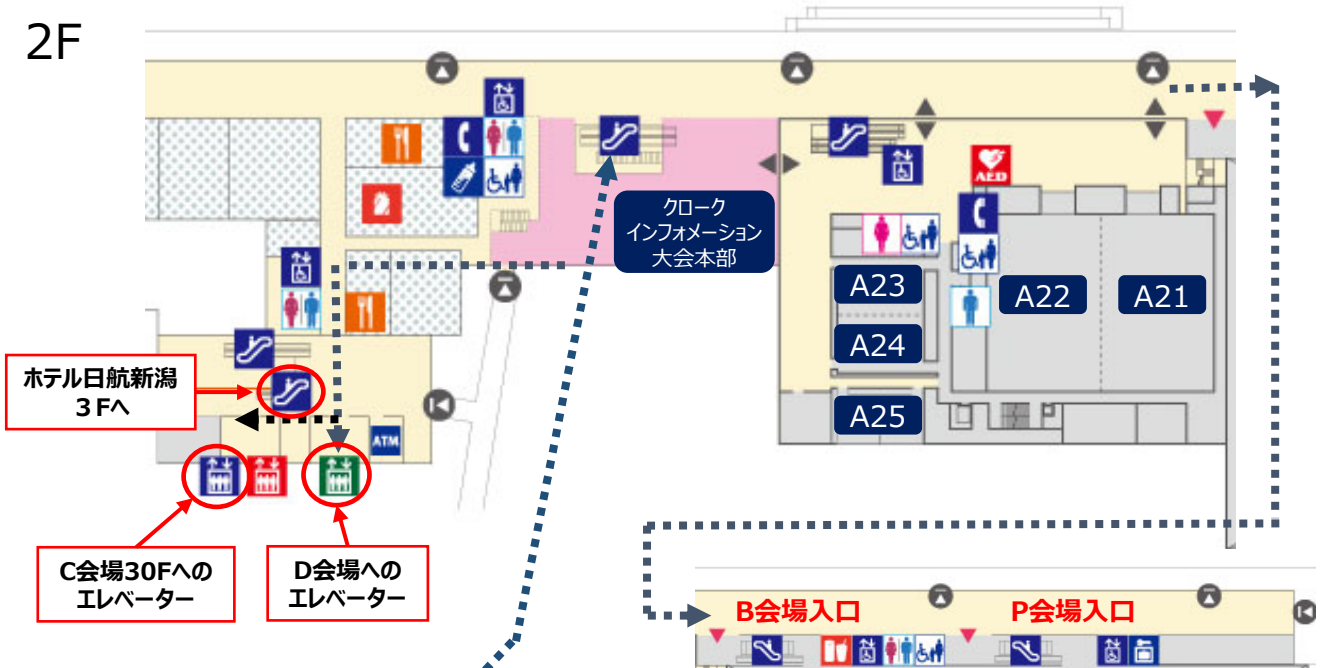 2F
クローク
インフォメーション
大会本部
AED
A23
A22
A21
A24
A25
ホテル日航新潟
３Fへ
ATM
C会場30Fへの
エレベーター
D会場への
エレベーター
B会場入口
P会場入口